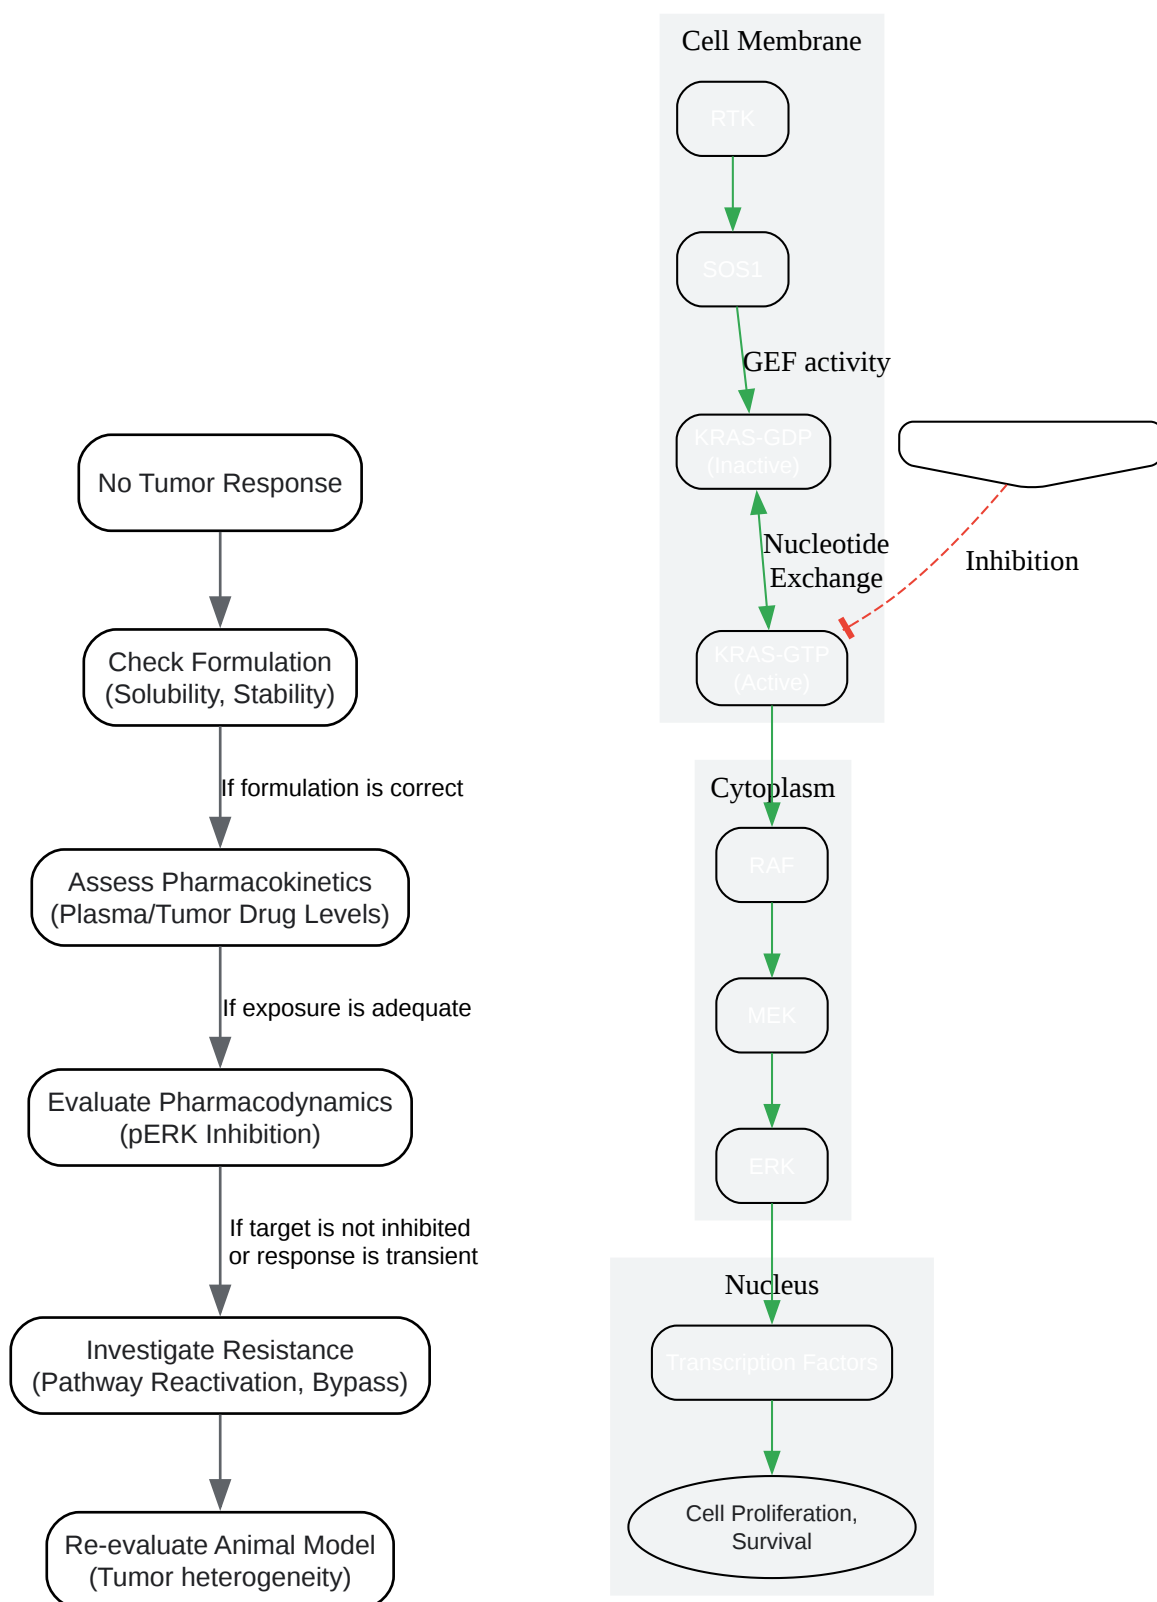 No Tumor Response
Check Formulation
(Solubility, Stability)
If formulation is correct
Assess Pharmacokinetics
(Plasma/Tumor Drug Levels)
If exposure is adequate
Evaluate Pharmacodynamics
(pERK Inhibition)
If target is not inhibited
or response is transient
Investigate Resistance
(Pathway Reactivation, Bypass)
Re-evaluate Animal Model
(Tumor heterogeneity)
Cell Membrane
RTK
SOS1
GEF activity
KRAS-GDP
(Inactive)
Nucleotide
Exchange
Inhibition
KRAS-GTP
(Active)
Cytoplasm
RAF
MEK
ERK
Nucleus
Transcription Factors
Cell Proliferation,
Survival